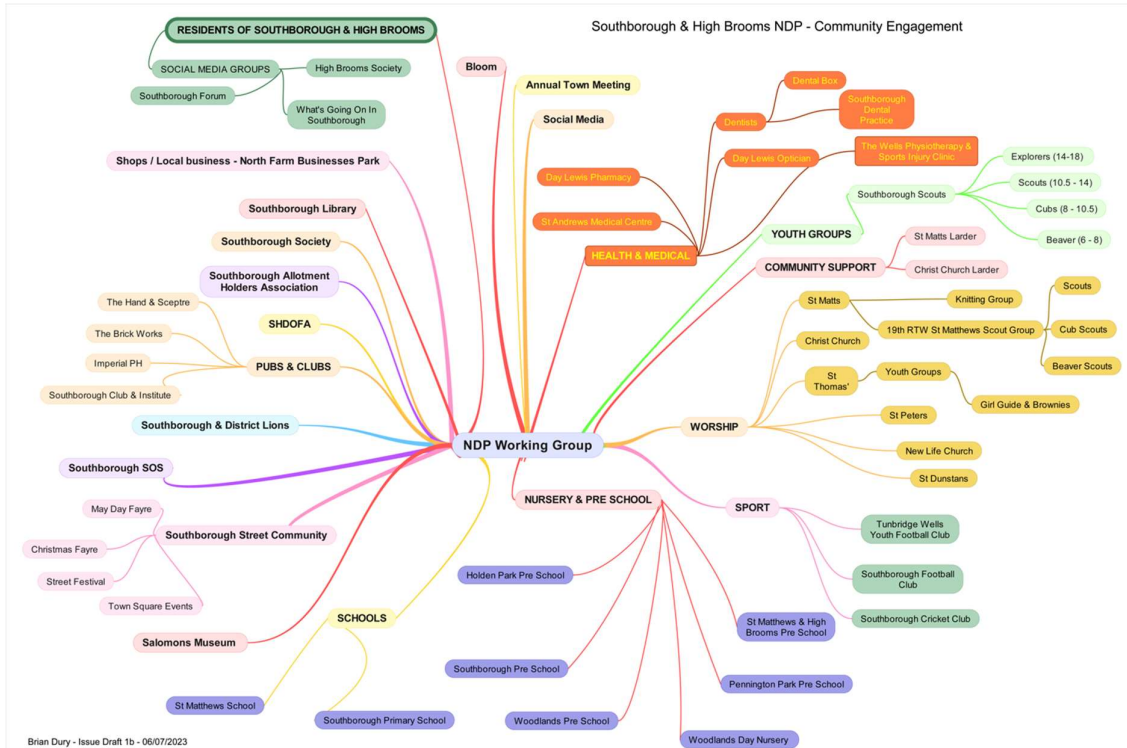 Southborough & High Brooms NDP - Community Engagement
RESIDENTS OF SOUTHBOROUGH & HIGH BROOMS
SOCIAL MEDIA GROUPS
High Brooms Society
Southborough Forum
What's Going On In
Southborough
Bloom
Annual Town Meeting
Social Media
Shops / Local business - North Farm Businesses Park
Southborough Library
Southborough Society
Southborough Allotment
Holders Association
SHDOFA
The Hand & Sceptre
The Brick Works
Imperial PH
Southborough Club & Institute
PUBS & CLUBS
Southborough & District Lions
Southborough SOS
May Day Fayre
Christmas Fayre
Street Festival
Town Square Events
Southborough Street Community
Salomons Museum
SCHOOLS
St Matthews School
Southborough Primary School
NDP Working Group
Dental Box
Dentists
Southborough
Dental
Practice
Day Lewis Optician
The Wells Physiotherapy &
Sports Injury Clinic
Day Lewis Pharmacy
St Andrews Medical Centre
HEALTH & MEDICAL
YOUTH GROUPS
Southborough Scouts
Explorers (14-18)
Scouts (10.5 - 14)
Cubs (8 - 10.5)
Beaver (6 - 8)
COMMUNITY SUPPORT
St Matts Larder
Christ Church Larder
WORSHIP
St Matts
Knitting Group
19th RTW St Matthews Scout Group
Scouts
Cub Scouts
Beaver Scouts
Christ Church
St
Thomas'
Youth Groups
Girl Guide & Brownies
St Peters
New Life Church
St Dunstans
SPORT
Tunbridge Wells
Youth Football Club
Southborough Football
Club
Southborough Cricket Club
NURSERY & PRE SCHOOL
Holden Park Pre School
Southborough Pre School
Woodlands Pre School
Woodlands Day Nursery
Pennington Park Pre School
St Matthews & High
Brooms Pre School
Brian Dury - Issue Draft 1b - 06/07/2023